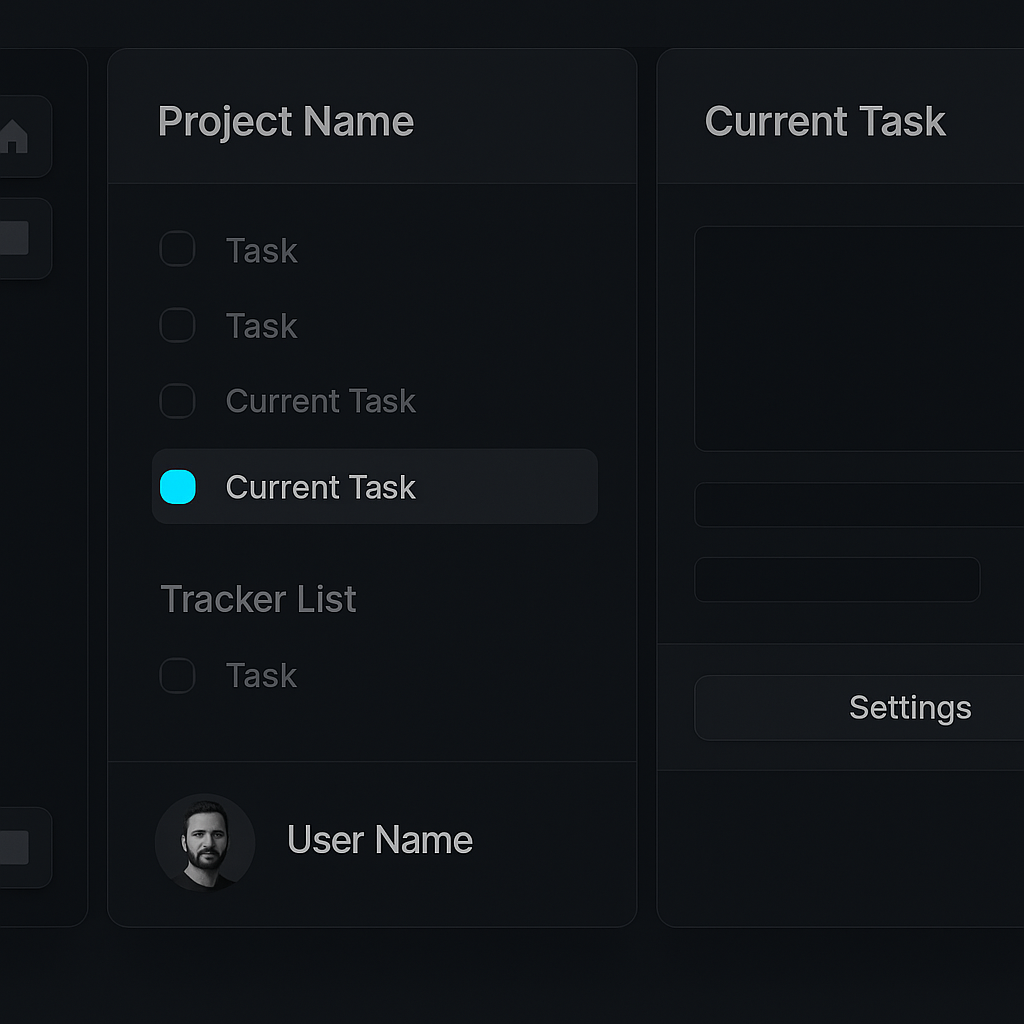 Project Name
Task
Task
Current Task
Current Task
Tracker List
Task
User Name
Current Task
Settings